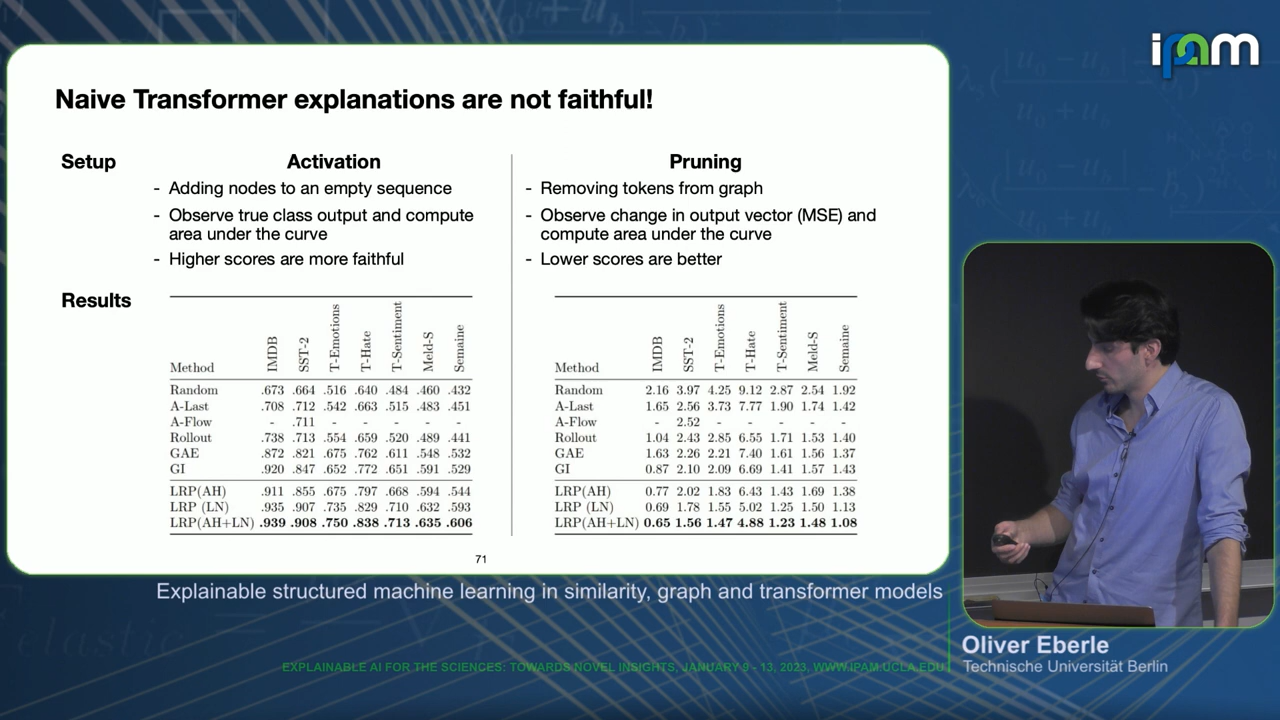 ipam
Naive Transformer explanations are not faithful!
Setup
Activation
- Adding nodes to an empty sequence
- Observe true class output and compute
area under the curve
- Higher scores are more faithful
Pruning
- Removing tokens from graph
- Observe change in output vector (MSE) and
compute area under the curve
- Lower scores are better
Results
Method IMDB SST-2 T-Emotions T-Hate T-Sentiment Meld-S Semaine
Random .673 .664 .516 .640 .484 .460 .432
A-Last .708 .712 .542 .663 .515 .483 .451
A-Flow - .711 - - - - -
Rollout .738 .713 .554 .659 .520 .489 .441
GAE .872 .821 .675 .762 .611 .548 .532
GI .920 .847 .652 .772 .651 .591 .529
LRP(AH) .911 .855 .675 .797 .668 .594 .544
LRP (LN) .935 .907 .735 .829 .710 .632 .593
LRP(AH+LN) .939 .908 .750 .838 .713 .635 .606
Method IMDB SST-2 T-Emotions T-Hate T-Sentiment Meld-S Semaine
Random 2.16 3.97 4.25 9.12 2.87 2.54 1.92
A-Last 1.65 2.56 3.73 7.77 1.90 1.74 1.42
A-Flow - 2.52 - - - - -
Rollout 1.04 2.43 2.85 6.55 1.71 1.53 1.40
GAE 1.63 2.26 2.21 7.40 1.61 1.56 1.37
GI 0.87 2.10 2.09 6.69 1.41 1.57 1.43
LRP(AH) 0.77 2.02 1.83 6.43 1.43 1.69 1.38
LRP (LN) 0.69 1.78 1.55 5.02 1.25 1.50 1.13
LRP(AH+LN) 0.65 1.56 1.47 4.88 1.23 1.48 1.08
71
Explainable structured machine learning in similarity, graph and transformer models
Oliver Eberle
Technische Universität Berlin
EXPLAINABLE AI FOR THE SCIENCES: TOWARDS NOVEL INSIGHTS, JANUARY 9 - 13, 2023, WWW.IPAM.UCLA.EDU
elastic